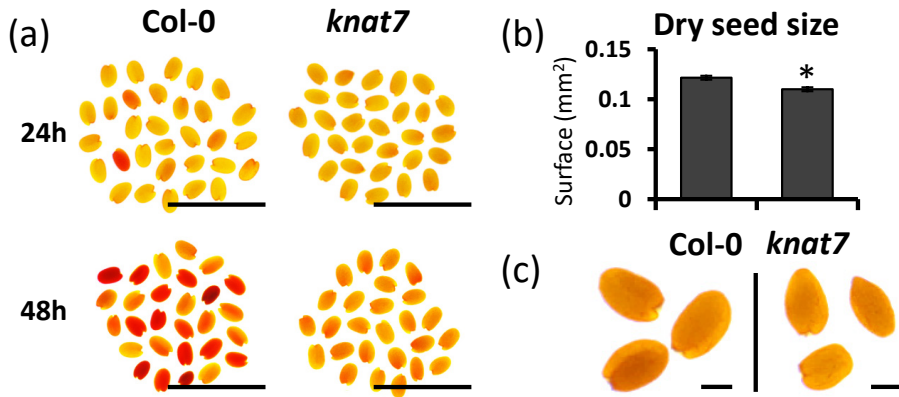 (a)
Col-0
knat7
24h
48h
(b)
Dry seed size
0.15
0.1
0.05
0
Surface (mm²)
*
Col-0
knat7
(c)